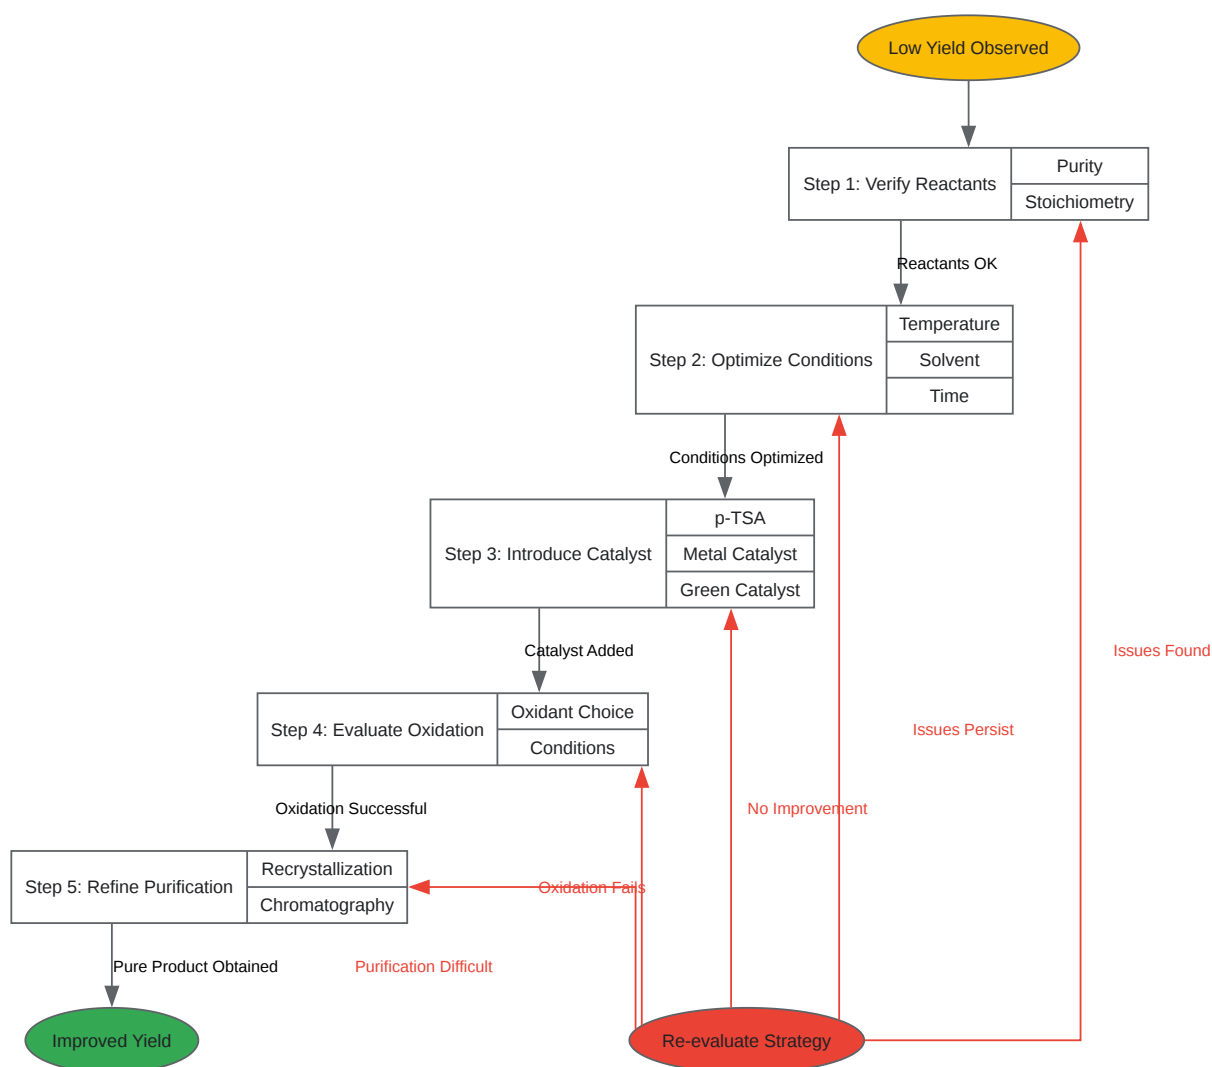 Low Yield Observed
Step 1: Verify Reactants
Purity
Stoichiometry
Reactants OK
Step 2: Optimize Conditions
Temperature
Solvent
Time
Conditions Optimized
Step 3: Introduce Catalyst
p-TSA
Metal Catalyst
Green Catalyst
Catalyst Added
Issues Found
Step 4: Evaluate Oxidation
Oxidant Choice
Conditions
Issues Persist
Oxidation Successful
No Improvement
Step 5: Refine Purification
Recrystallization
Chromatography
Oxidation Fails
Pure Product Obtained
Purification Difficult
Improved Yield
Re-evaluate Strategy